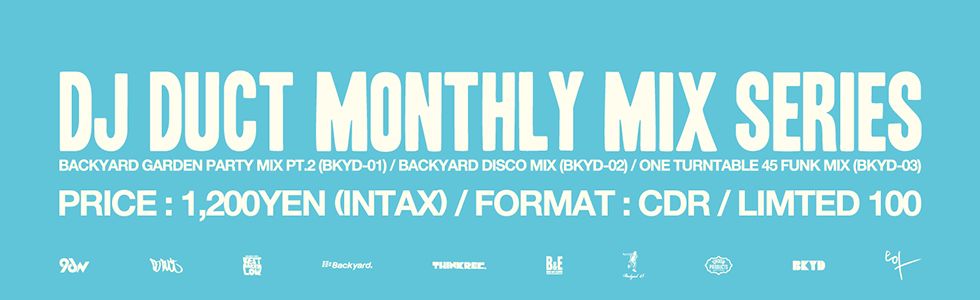 DJ DUCT MONTHLY MIX SERIES
BACKYARD GARDEN PARTY MIX PT.2 (BKYD-01) / BACKYARD DISCO MIX (BKYD-02) / ONE TURNTABLE 45 FUNK MIX (BKYD-03)
PRICE : 1,200YEN (INTAX) / FORMAT : CDR / LIMTED 100
Backyard. THINKREC. B&E BKYD